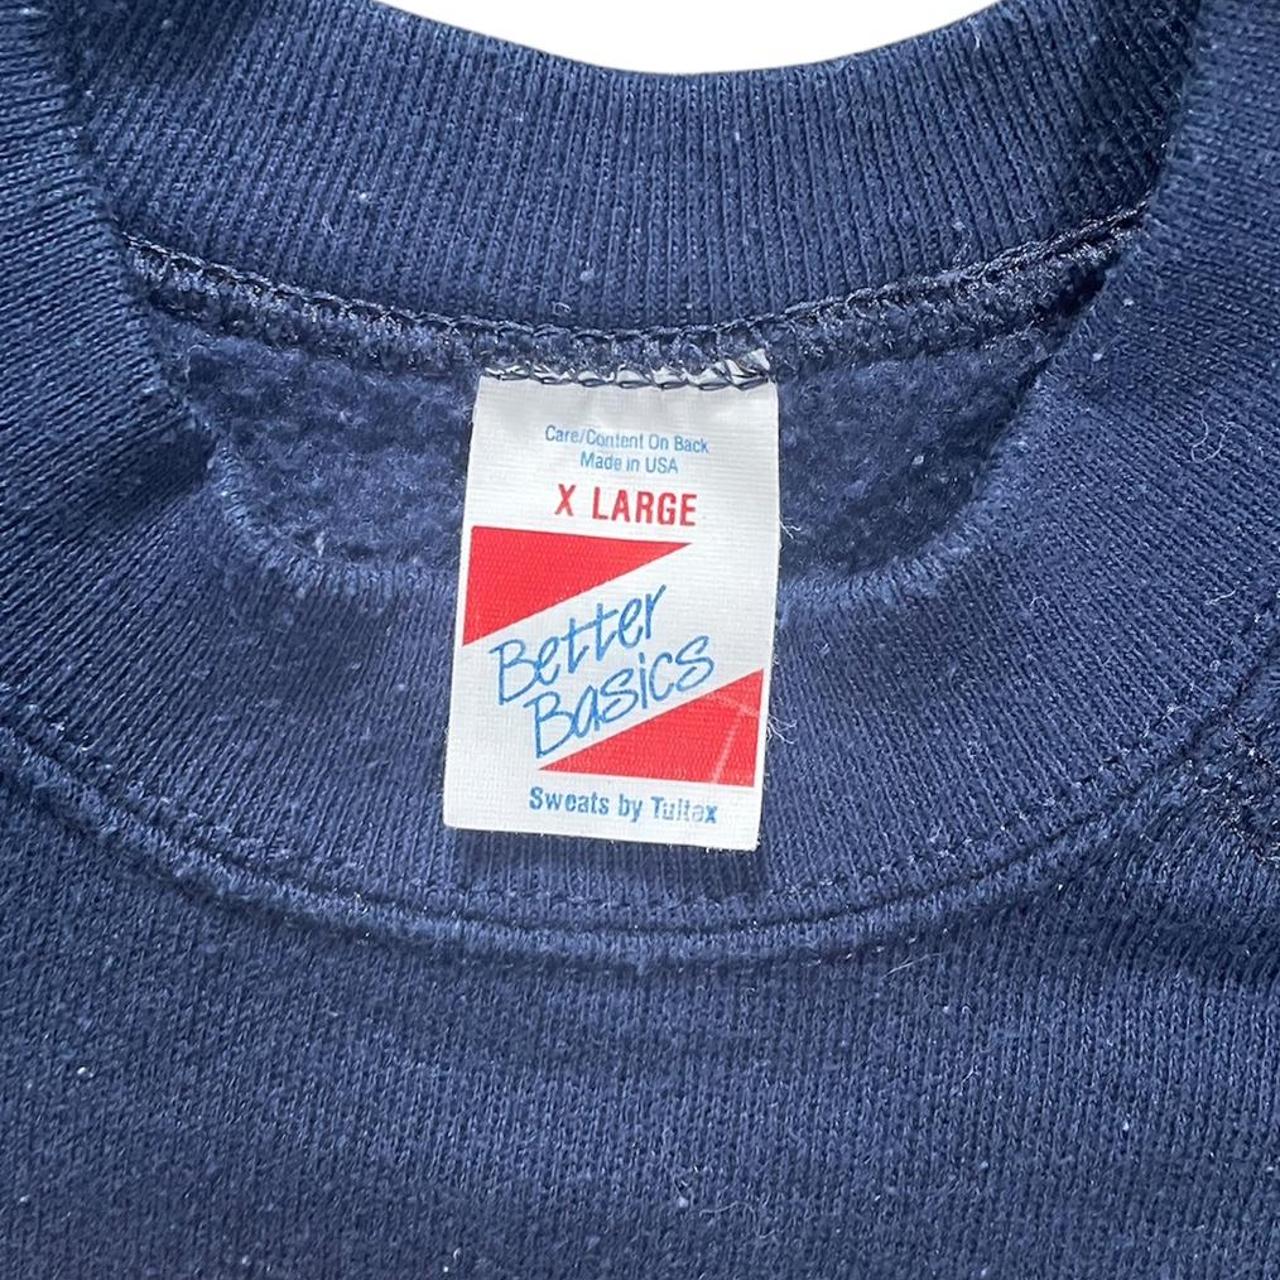 Care/Content On Back
Made in USA
X LARGE
Better
Basics
Sweats by Tultex